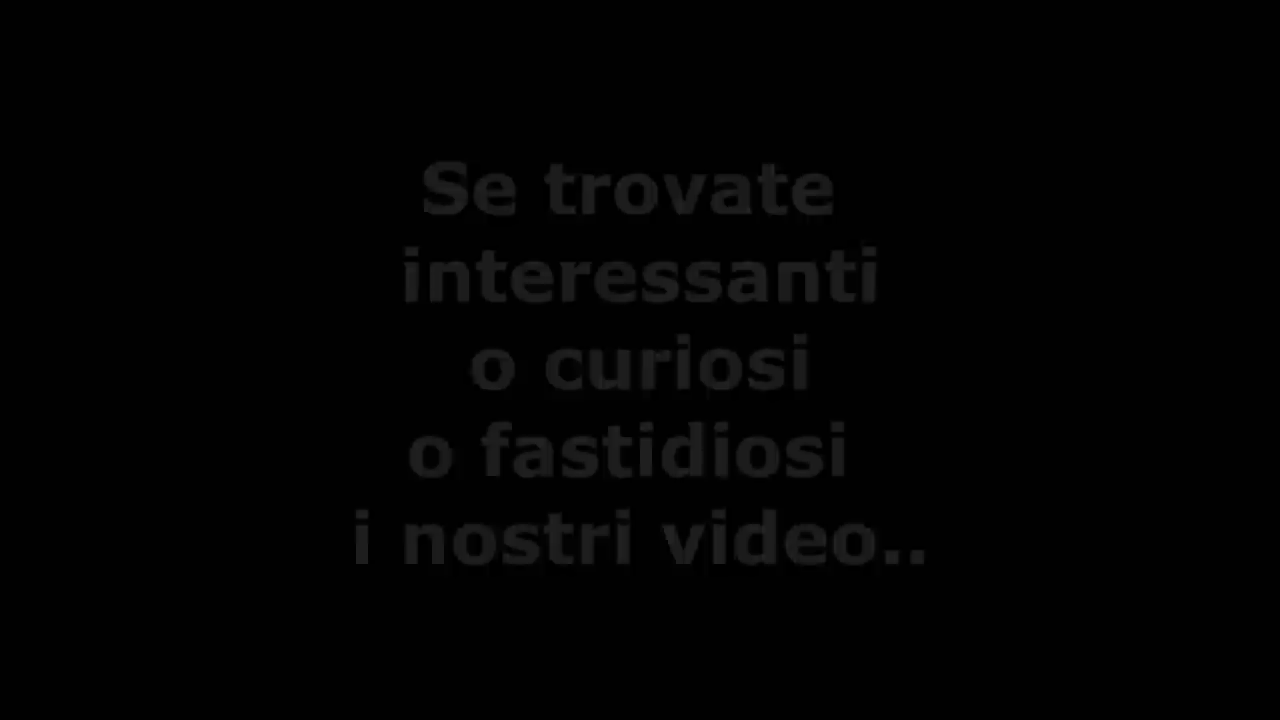 Se trovate
interessanti
o curiosi
o fastidiosi
i nostri video..